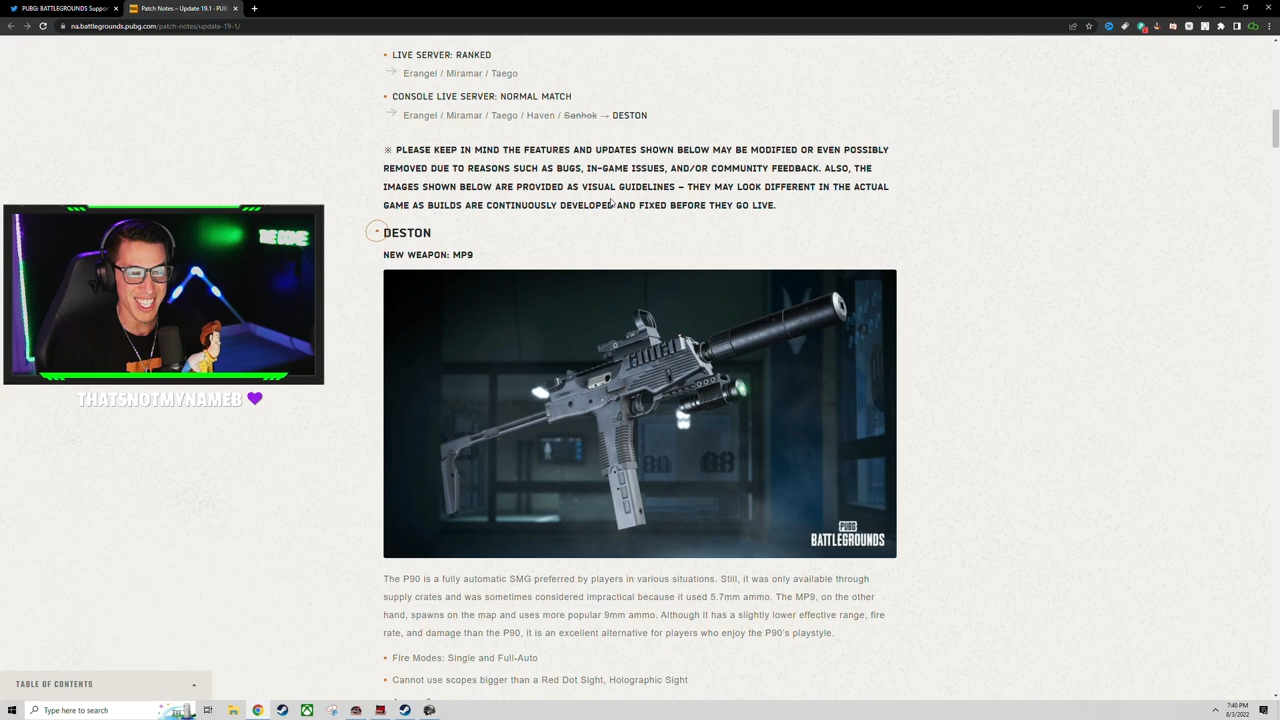 PUBG: BATTLEGROUNDS Suppor
Patch Notes – Update 19.1 - PUB
na.battlegrounds.pubg.com/patch-notes/update-19-1/
LIVE SERVER: RANKED
Erangel / Miramar / Taego
CONSOLE LIVE SERVER: NORMAL MATCH
Erangel / Miramar / Taego / Haven / Sanhok → DESTON
※ PLEASE KEEP IN MIND THE FEATURES AND UPDATES SHOWN BELOW MAY BE MODIFIED OR EVEN POSSIBLY
REMOVED DUE TO REASONS SUCH AS BUGS, IN-GAME ISSUES, AND/OR COMMUNITY FEEDBACK. ALSO, THE
IMAGES SHOWN BELOW ARE PROVIDED AS VISUAL GUIDELINES – THEY MAY LOOK DIFFERENT IN THE ACTUAL
GAME AS BUILDS ARE CONTINUOUSLY DEVELOPED AND FIXED BEFORE THEY GO LIVE.
DESTON
NEW WEAPON: MP9
PUBG
BATTLEGROUNDS
THATSNOTMYNAMEB 💜
The P90 is a fully automatic SMG preferred by players in various situations. Still, it was only available through
supply crates and was sometimes considered impractical because it used 5.7mm ammo. The MP9, on the other
hand, spawns on the map and uses more popular 9mm ammo. Although it has a slightly lower effective range, fire
rate, and damage than the P90, it is an excellent alternative for players who enjoy the P90's playstyle.
Fire Modes: Single and Full-Auto
Cannot use scopes bigger than a Red Dot Sight, Holographic Sight
TABLE OF CONTENTS
Type here to search
7:40 PM
8/3/2022